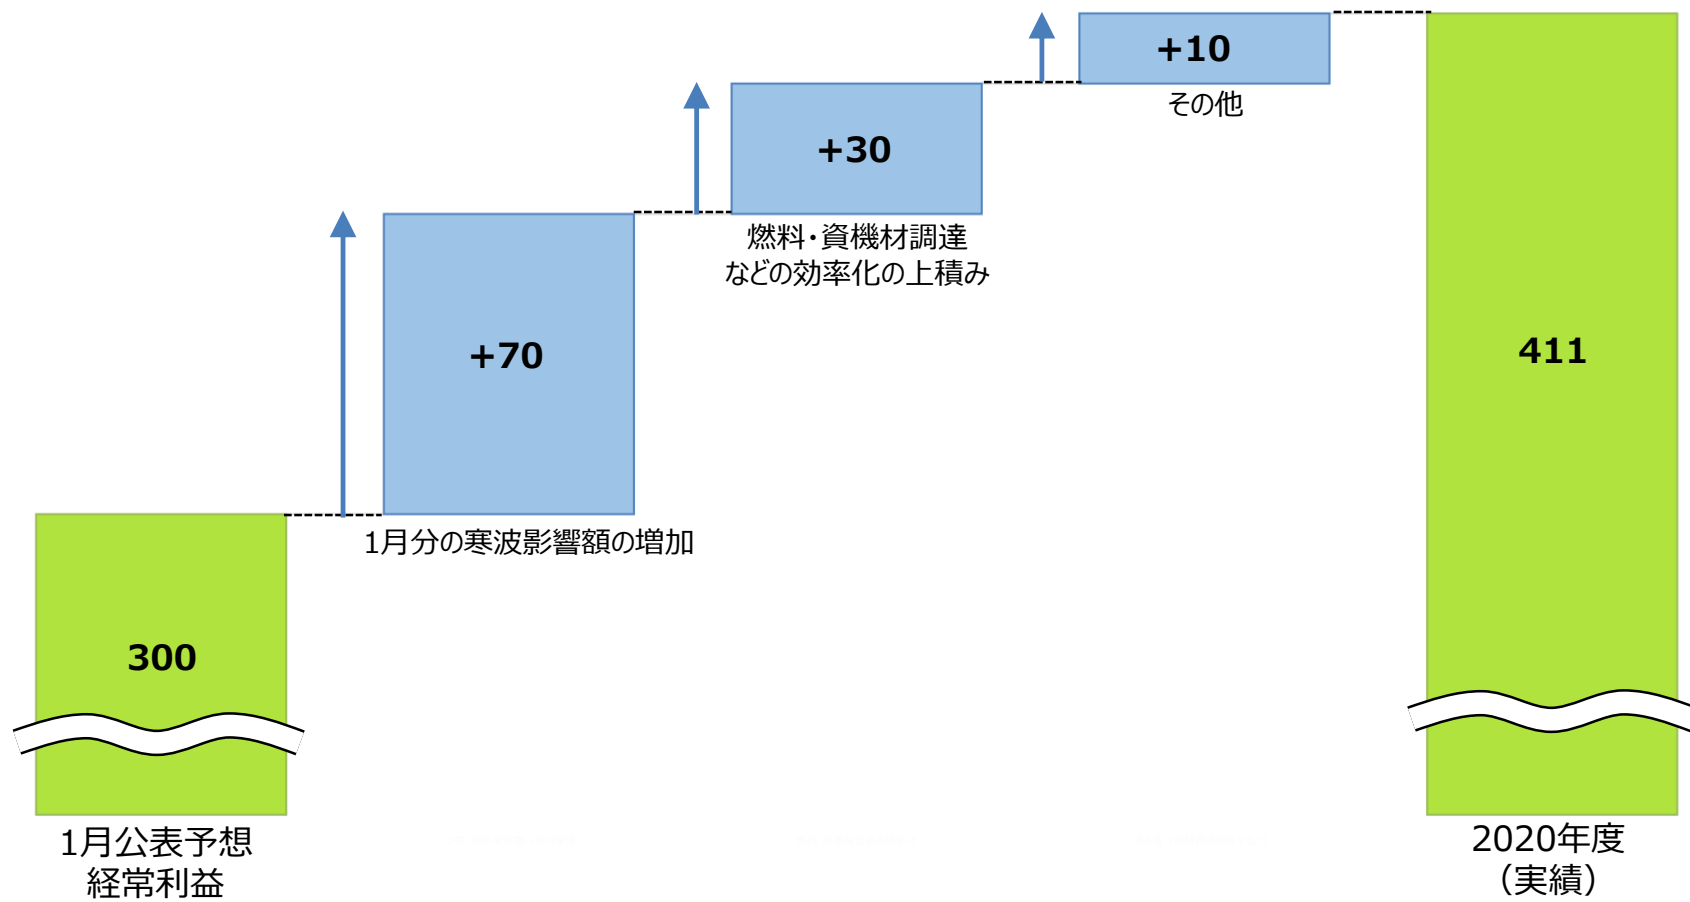 +10
その他
+30
燃料・資機材調達
などの効率化の上積み
+70
1月分の寒波影響額の増加
411
300
1月公表予想
経常利益
2020年度
（実績）